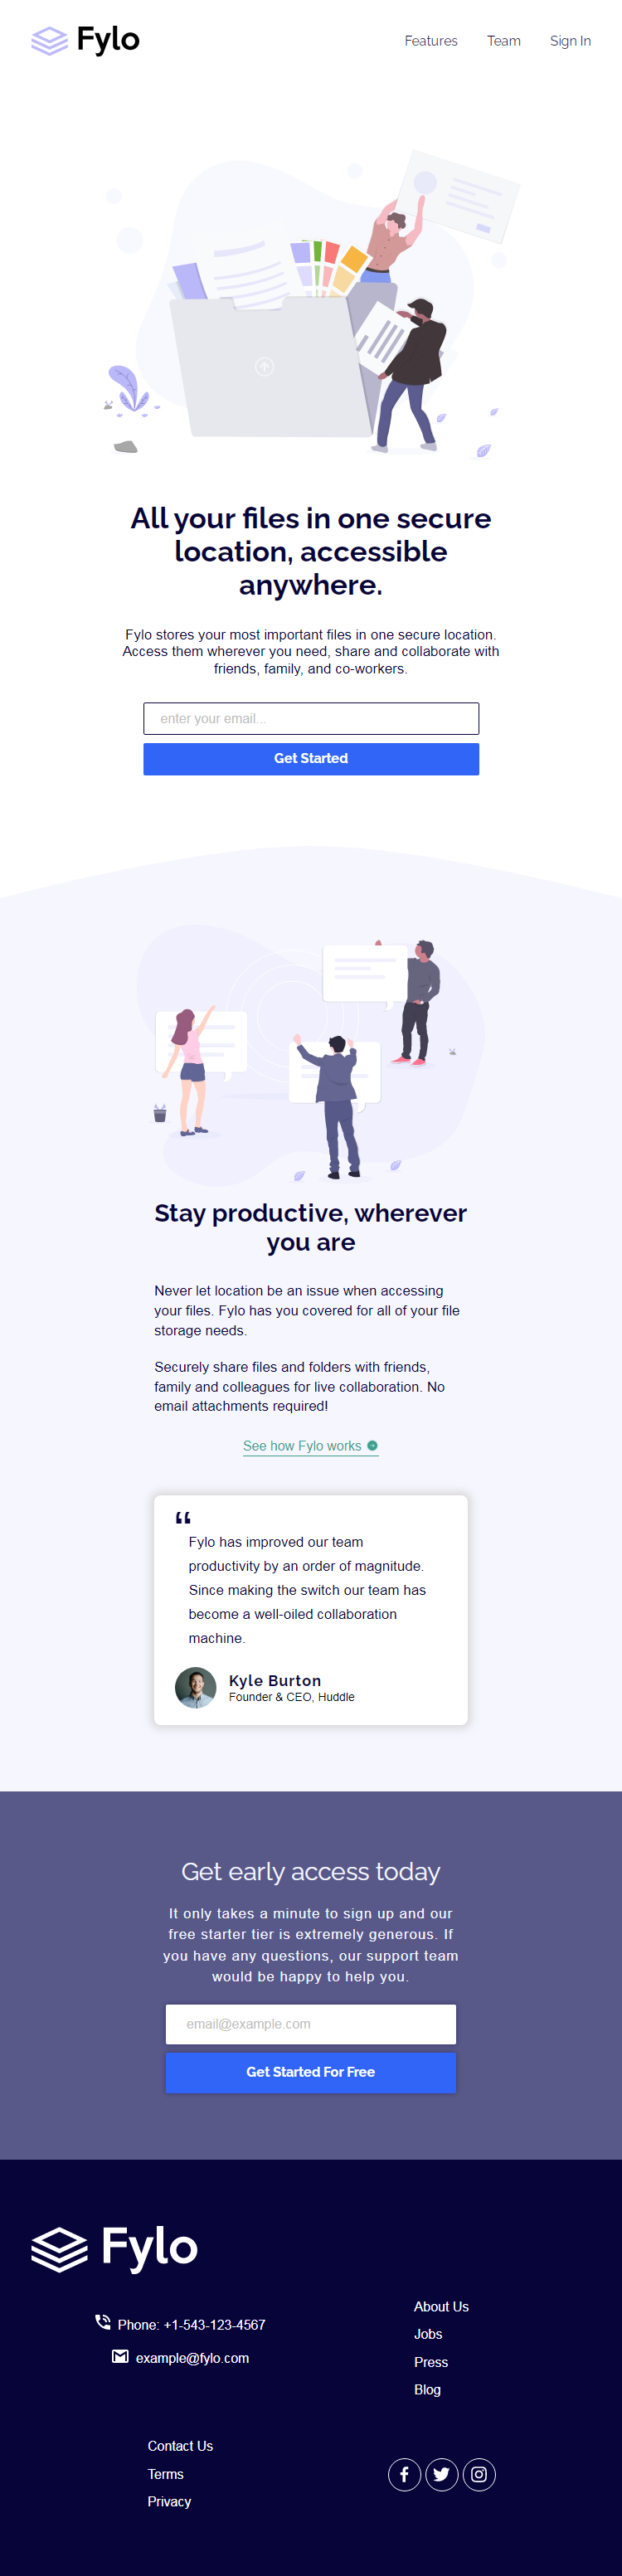 Fylo
Features Team Sign In
All your files in one secure
location, accessible
anywhere.
Fylo stores your most important files in one secure location.
Access them wherever you need, share and collaborate with
friends, family, and co-workers.
enter your email...
Get Started
Stay productive, wherever
you are
Never let location be an issue when accessing
your files. Fylo has you covered for all of your file
storage needs.
Securely share files and folders with friends,
family and colleagues for live collaboration. No
email attachments required!
See how Fylo works
“
Fylo has improved our team
productivity by an order of magnitude.
Since making the switch our team has
become a well-oiled collaboration
machine.
Kyle Burton
Founder & CEO, Huddle
Get early access today
It only takes a minute to sign up and our
free starter tier is extremely generous. If
you have any questions, our support team
would be happy to help you.
email@example.com
Get Started For Free
Fylo
Phone: +1-543-123-4567
example@fylo.com
About Us
Jobs
Press
Blog
Contact Us
Terms
Privacy